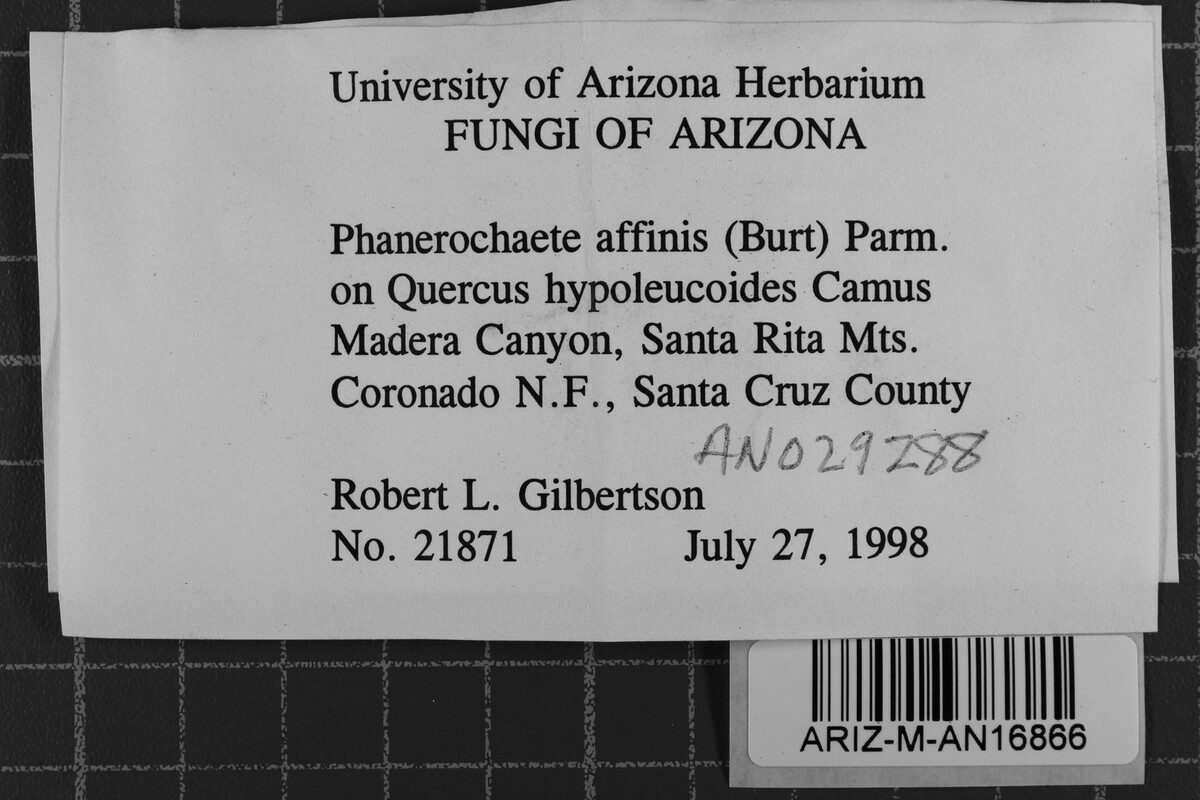 University of Arizona Herbarium
FUNGI OF ARIZONA
Phanerochaete affinis (Burt) Parm.
on Quercus hypoleucoides Camus
Madera Canyon, Santa Rita Mts.
Coronado N.F., Santa Cruz County
AN029288
Robert L. Gilbertson
No. 21871 July 27, 1998
ARIZ-M-AN16866